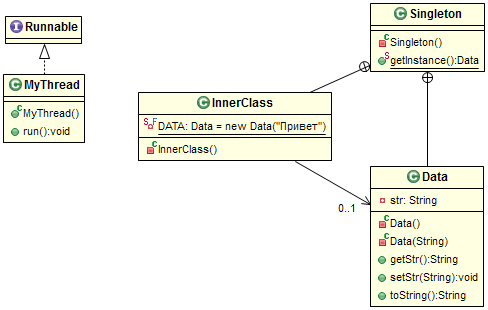 Runnable
MyThread
MyThread()
run():void
Singleton
Singleton()
getInstance():Data
InnerClass
DATA: Data = new Data("Привет")
InnerClass()
0..1
Data
str: String
Data()
Data(String)
getStr():String
setStr(String):void
toString():String